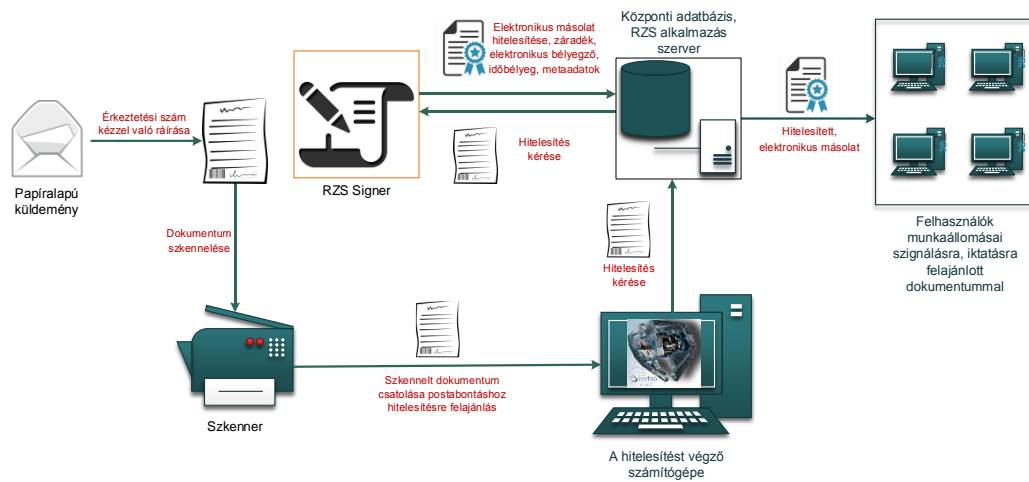 Elektronikus másolat
hitelesítése, záradék,
elektronikus bélyegző,
időbélyeg, metaadatok
Központi adatbázis,
RZS alkalmazás
szerver
Érkeztetési szám
kézzel való ráírása
Hitelesítés
kérése
Hitelesített,
elektronikus másolat
Papíralapú
küldemény
RZS Signer
Felhasználók
munkaállomásai
szignálásra, iktatásra
felajánlott
dokumentummal
Dokumentum
szkennelése
Hitelesítés
kérése
certop
Szkennelt dokumentum
csatolása postabontáshoz
hitelesítésre felajánlás
Szkenner
A hitelesítést végző
számítógépe